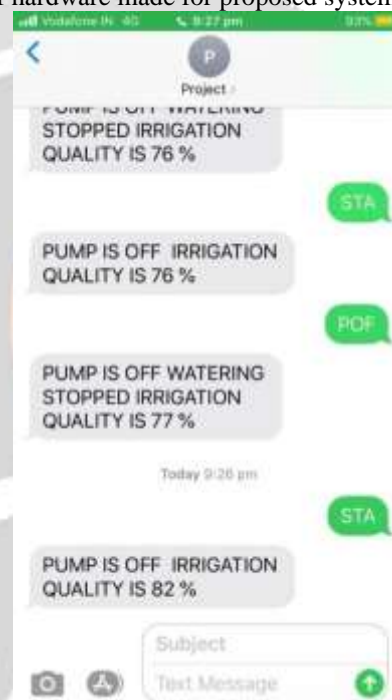 hardware made for proposed system
Vodafone IN 4G 9:27 pm 93%
P
Project
PUMP IS OFF WATERING
STOPPED IRRIGATION
QUALITY IS 76 %
STA
PUMP IS OFF IRRIGATION
QUALITY IS 76 %
POF
PUMP IS OFF WATERING
STOPPED IRRIGATION
QUALITY IS 77 %
Today 9:26 pm
STA
PUMP IS OFF IRRIGATION
QUALITY IS 82 %
Subject
Text Message